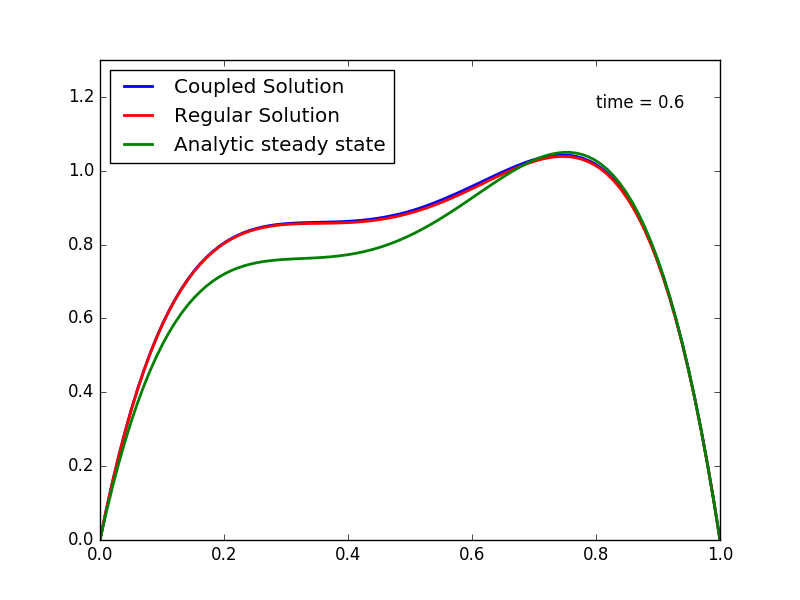 Coupled Solution
Regular Solution
Analytic steady state
time = 0.6
1.2
1.0
0.8
0.6
0.4
0.2
0.0
0.0 0.2 0.4 0.6 0.8 1.0